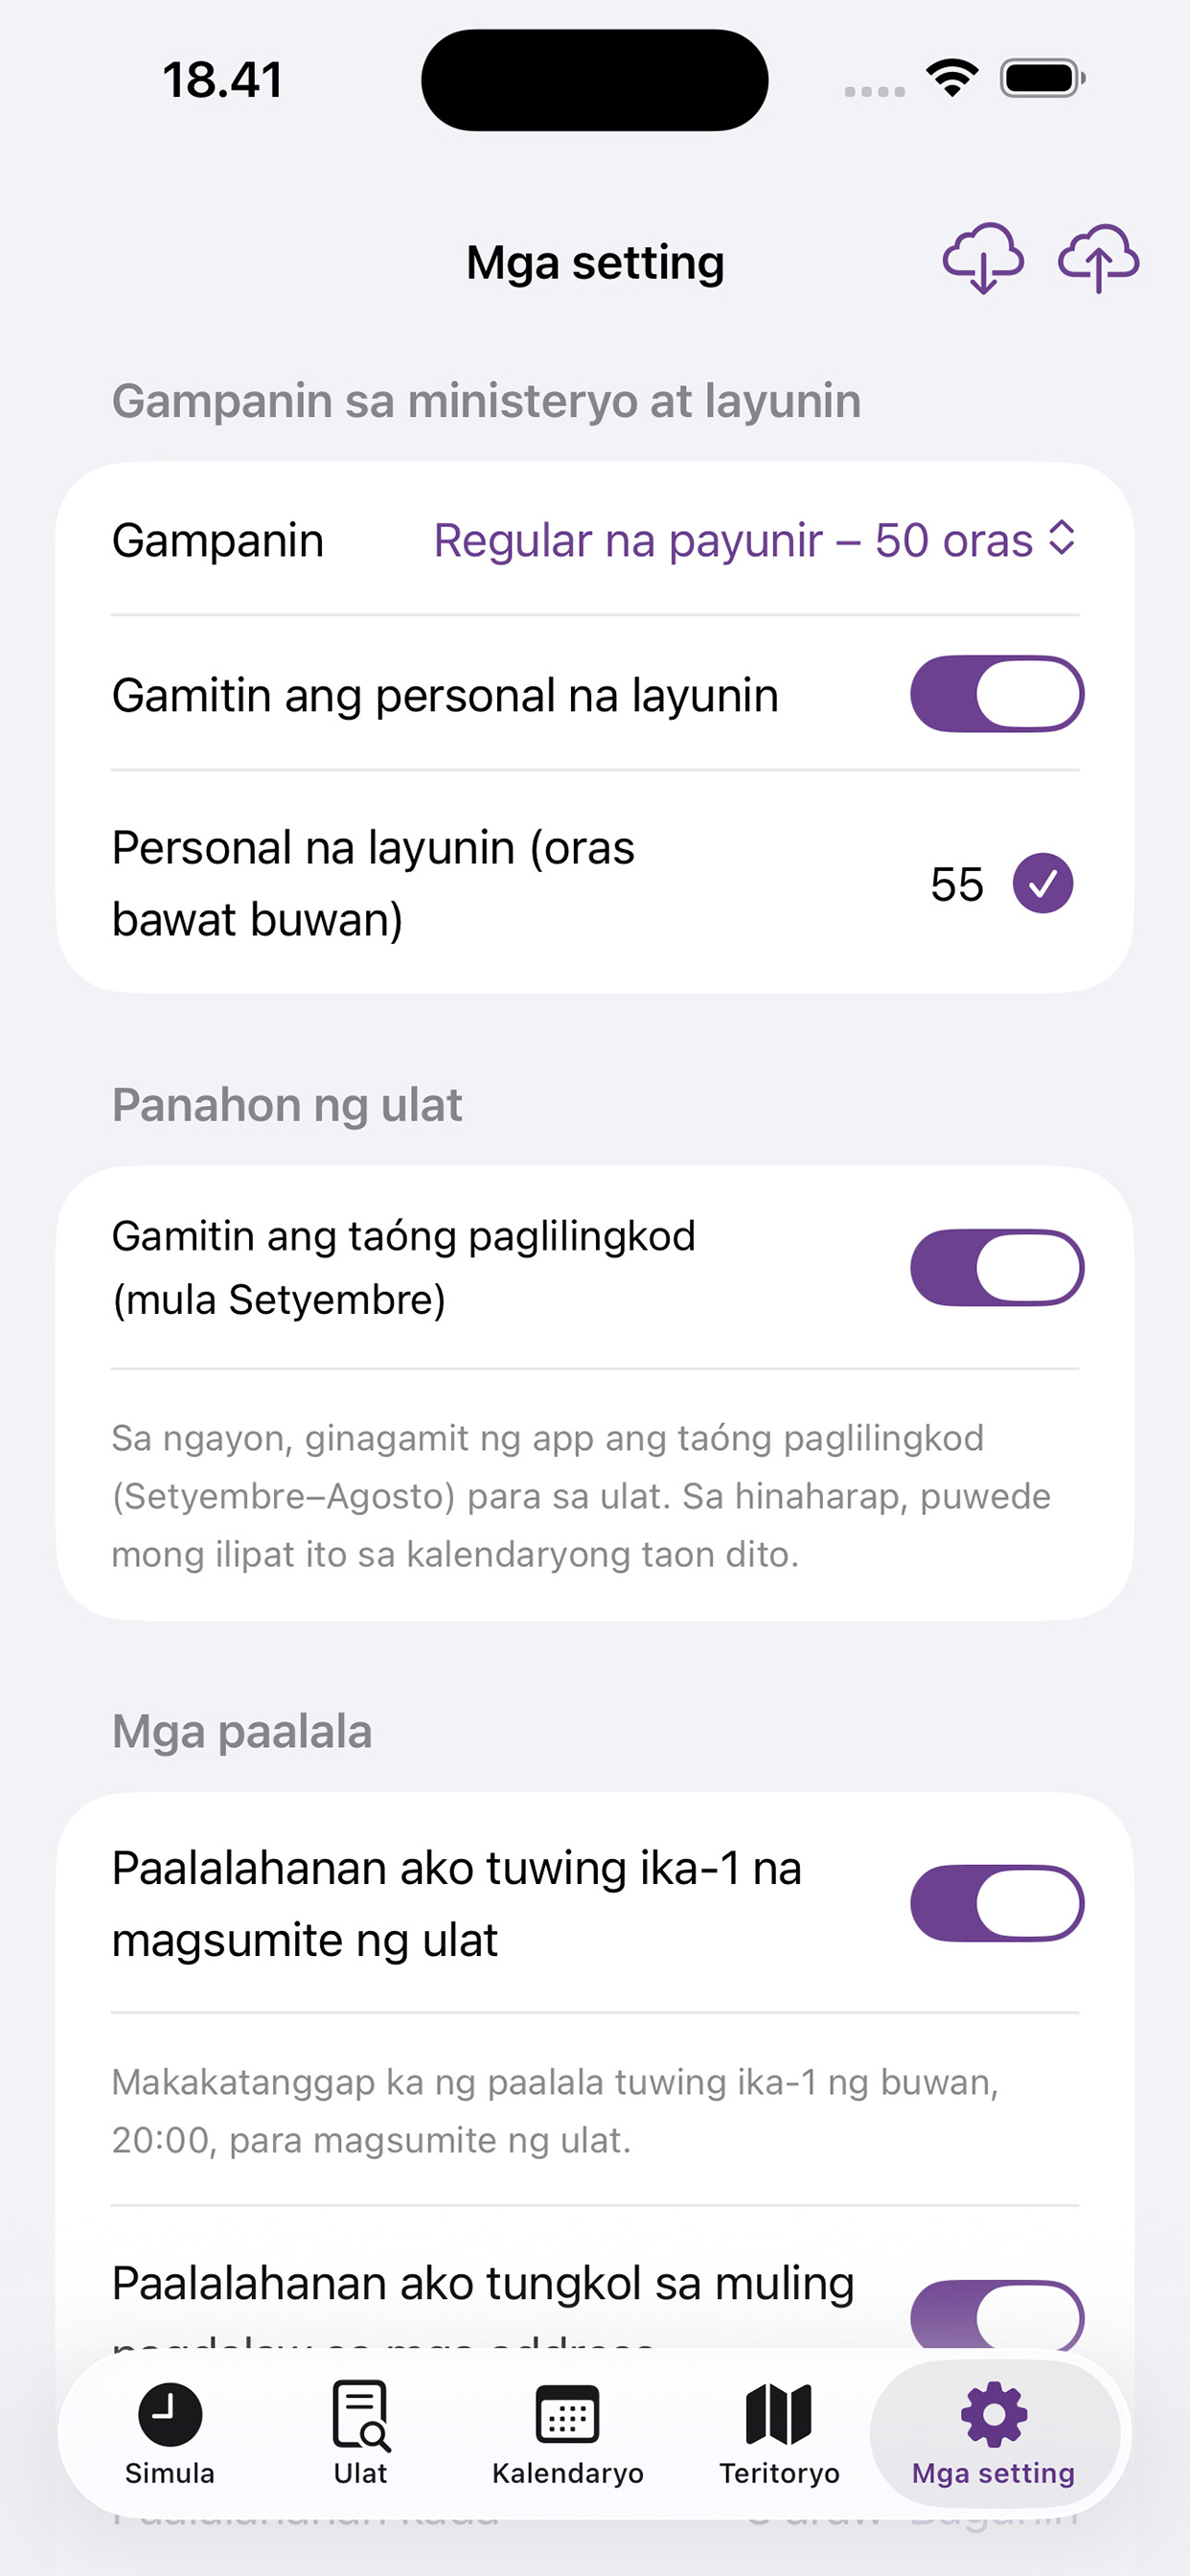 18.41
Mga setting
Gampanin sa ministeryo at layunin
Gampanin
Regular na payunir – 50 oras
Gamitin ang personal na layunin
Personal na layunin (oras
bawat buwan)
55
Panahon ng ulat
Gamitin ang taóng paglilingkod
(mula Setyembre)
Sa ngayon, ginagamit ng app ang taóng paglilingkod
(Setyembre–Agosto) para sa ulat. Sa hinaharap, puwede
mong ilipat ito sa kalendaryong taon dito.
Mga paalala
Paalalahanan ako tuwing ika-1 na
magsumite ng ulat
Makakatanggap ka ng paalala tuwing ika-1 ng buwan,
20:00, para magsumite ng ulat.
Paalalahanan ako tungkol sa muling
Simula
Ulat
Kalendaryo
Teritoryo
Mga setting